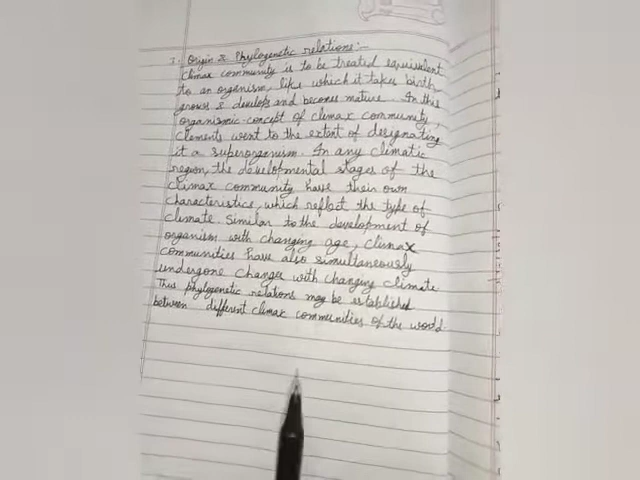 1. Origin & Phylogenetic relations:-
Climax community is to be treated equivalent
to an organism, like which it takes birth,
grows & develops and becomes mature. In this
organismic-concept of climax community,
Clements went to the extent of designating
it a superorganism. In any climatic
region, the developmental stages of the
climax community have their own
characteristics, which reflect the type of
climate. Similar to the development of
organism with changing age, climax
communities have also simultaneously
undergone changes with changing climate.
Thus phylogenetic relations may be established
between different climax communities of the world